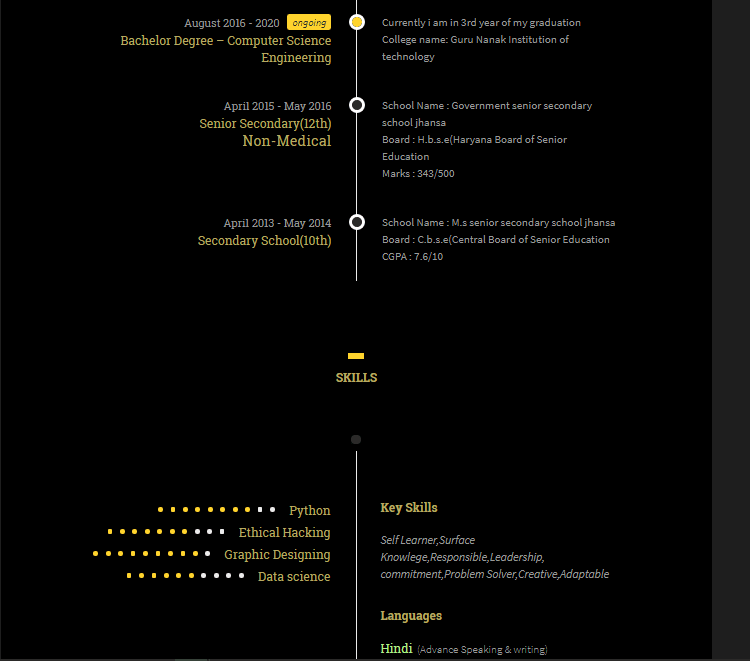 August 2016 - 2020 ongoing
Bachelor Degree – Computer Science
Engineering
Currently i am in 3rd year of my graduation
College name: Guru Nanak Institution of
technology
April 2015 - May 2016
Senior Secondary(12th)
Non-Medical
School Name : Government senior secondary
school jhansa
Board : H.b.s.e(Haryana Board of Senior
Education
Marks : 343/500
April 2013 - May 2014
Secondary School(10th)
School Name : M.s senior secondary school jhansa
Board : C.b.s.e(Central Board of Senior Education
CGPA : 7.6/10
SKILLS
Python
Ethical Hacking
Graphic Designing
Data science
Key Skills
Self Learner,Surface
Knowlege,Responsible,Leadership,
commitment,Problem Solver,Creative,Adaptable
Languages
Hindi (Advance Speaking & writing)